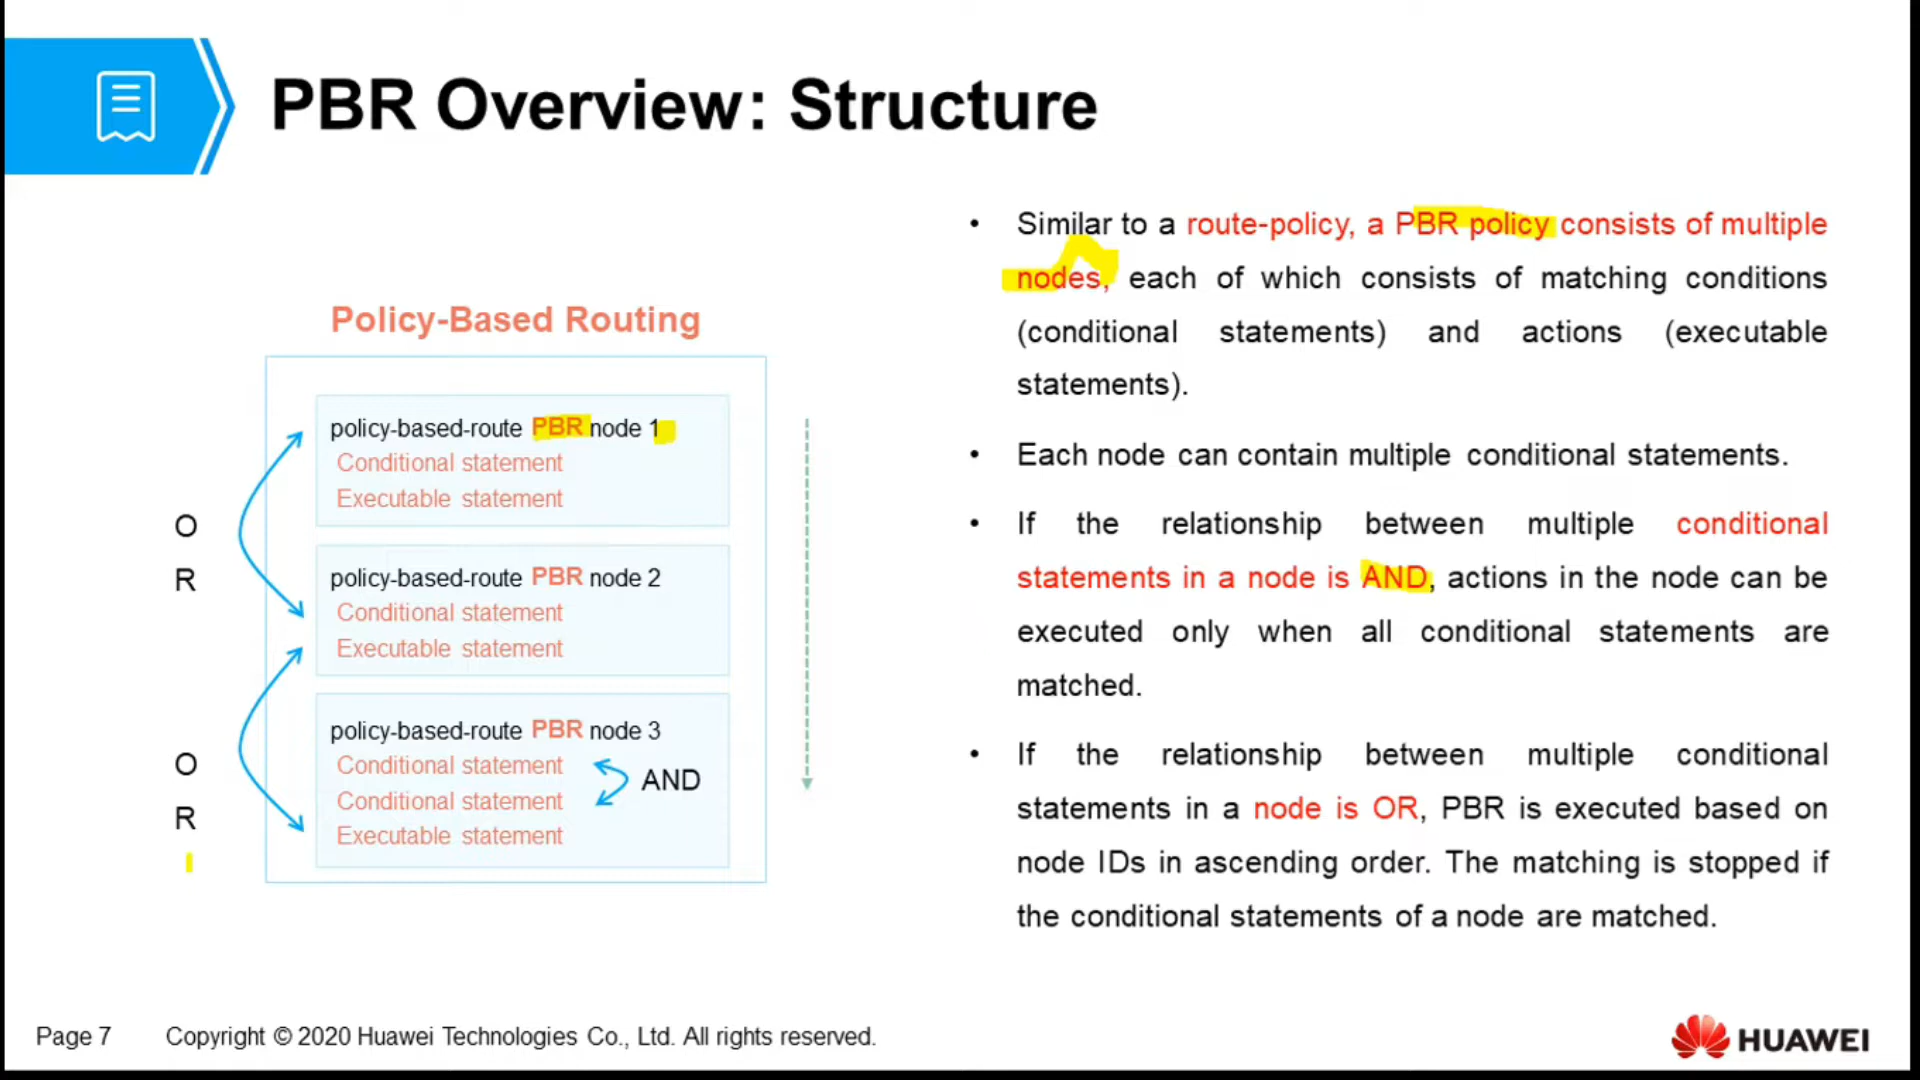 PBR Overview: Structure
Policy-Based Routing
policy-based-route PBR node 1
Conditional statement
Executable statement
O
R
policy-based-route PBR node 2
Conditional statement
Executable statement
O
R
policy-based-route PBR node 3
Conditional statement
Conditional statement
AND
Executable statement
• Similar to a route-policy, a PBR policy consists of multiple
nodes, each of which consists of matching conditions
(conditional statements) and actions (executable
statements).
• Each node can contain multiple conditional statements.
• If the relationship between multiple conditional
statements in a node is AND, actions in the node can be
executed only when all conditional statements are
matched.
• If the relationship between multiple conditional
statements in a node is OR, PBR is executed based on
node IDs in ascending order. The matching is stopped if
the conditional statements of a node are matched.
Page 7
Copyright © 2020 Huawei Technologies Co., Ltd. All rights reserved.
HUAWEI